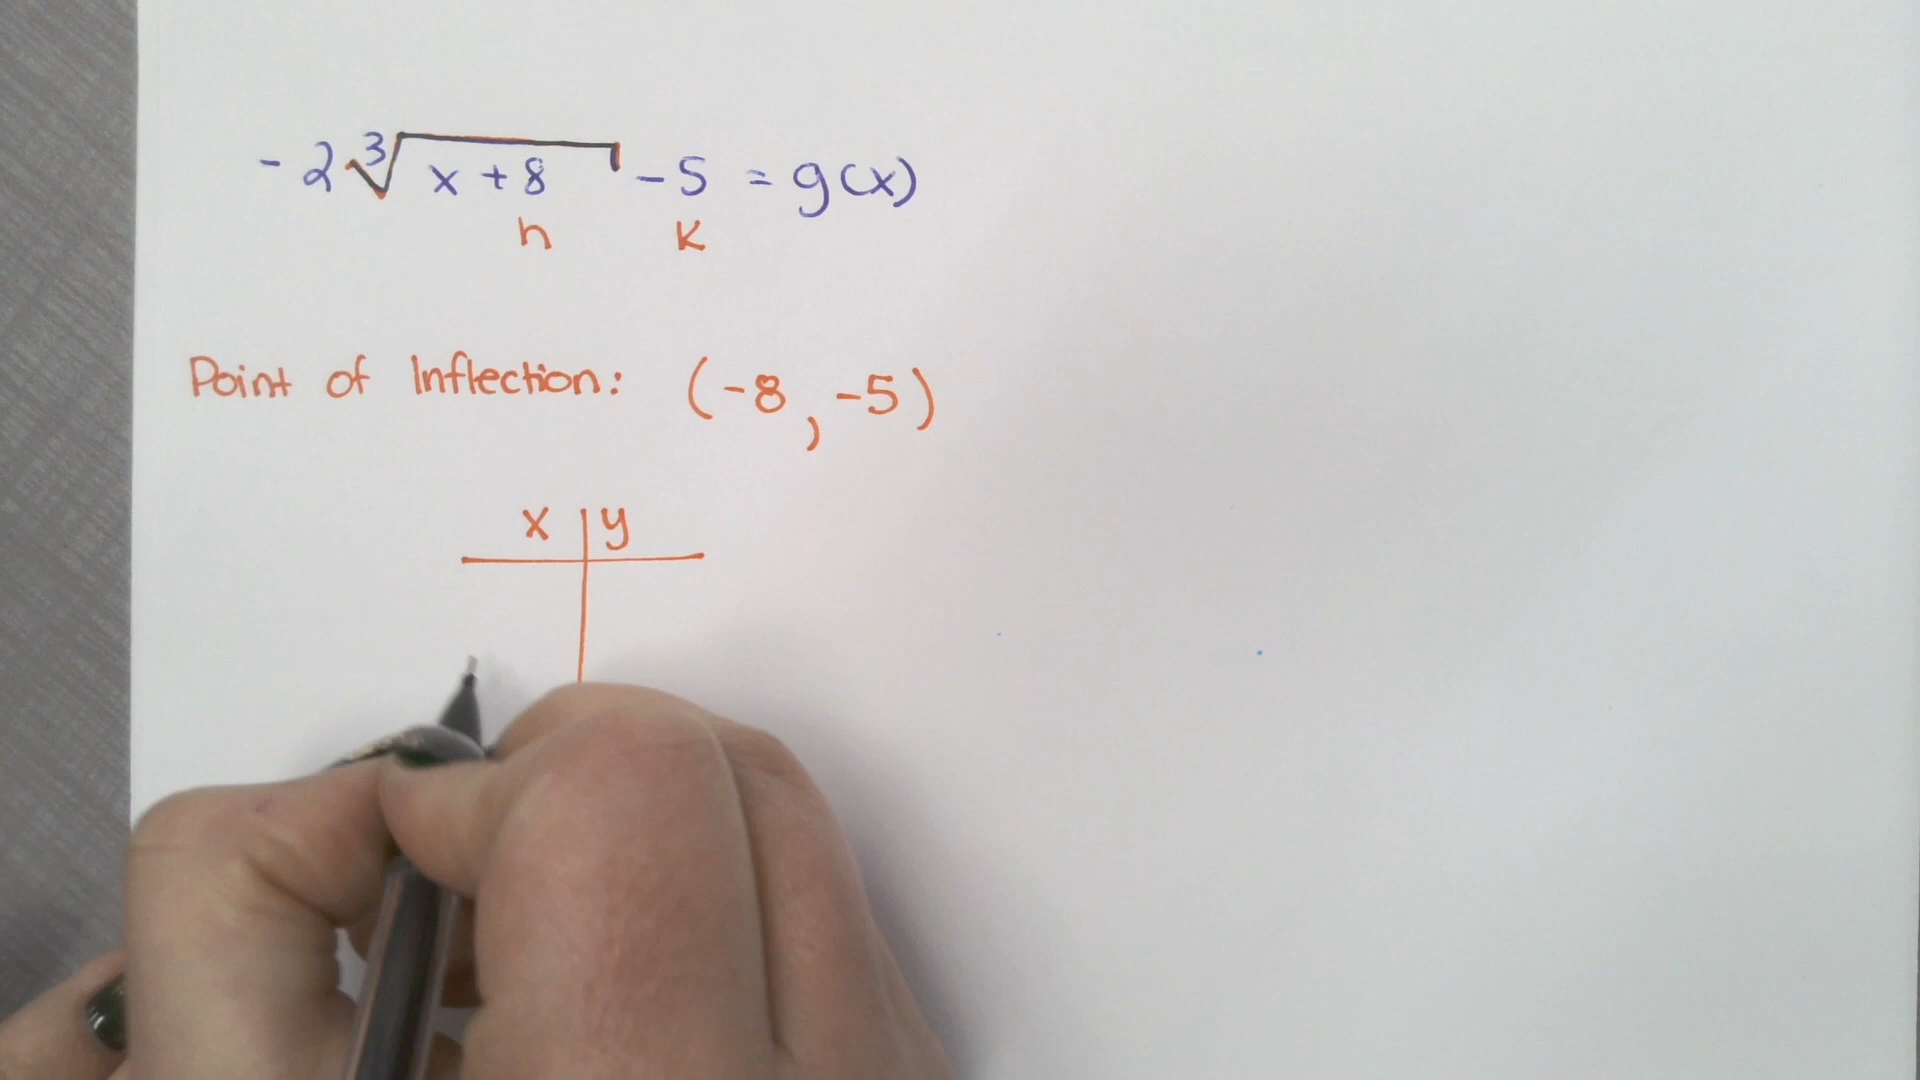 -2∛(x+8) -5 = g(x)
h K
Point of Inflection: (-8, -5)
x y